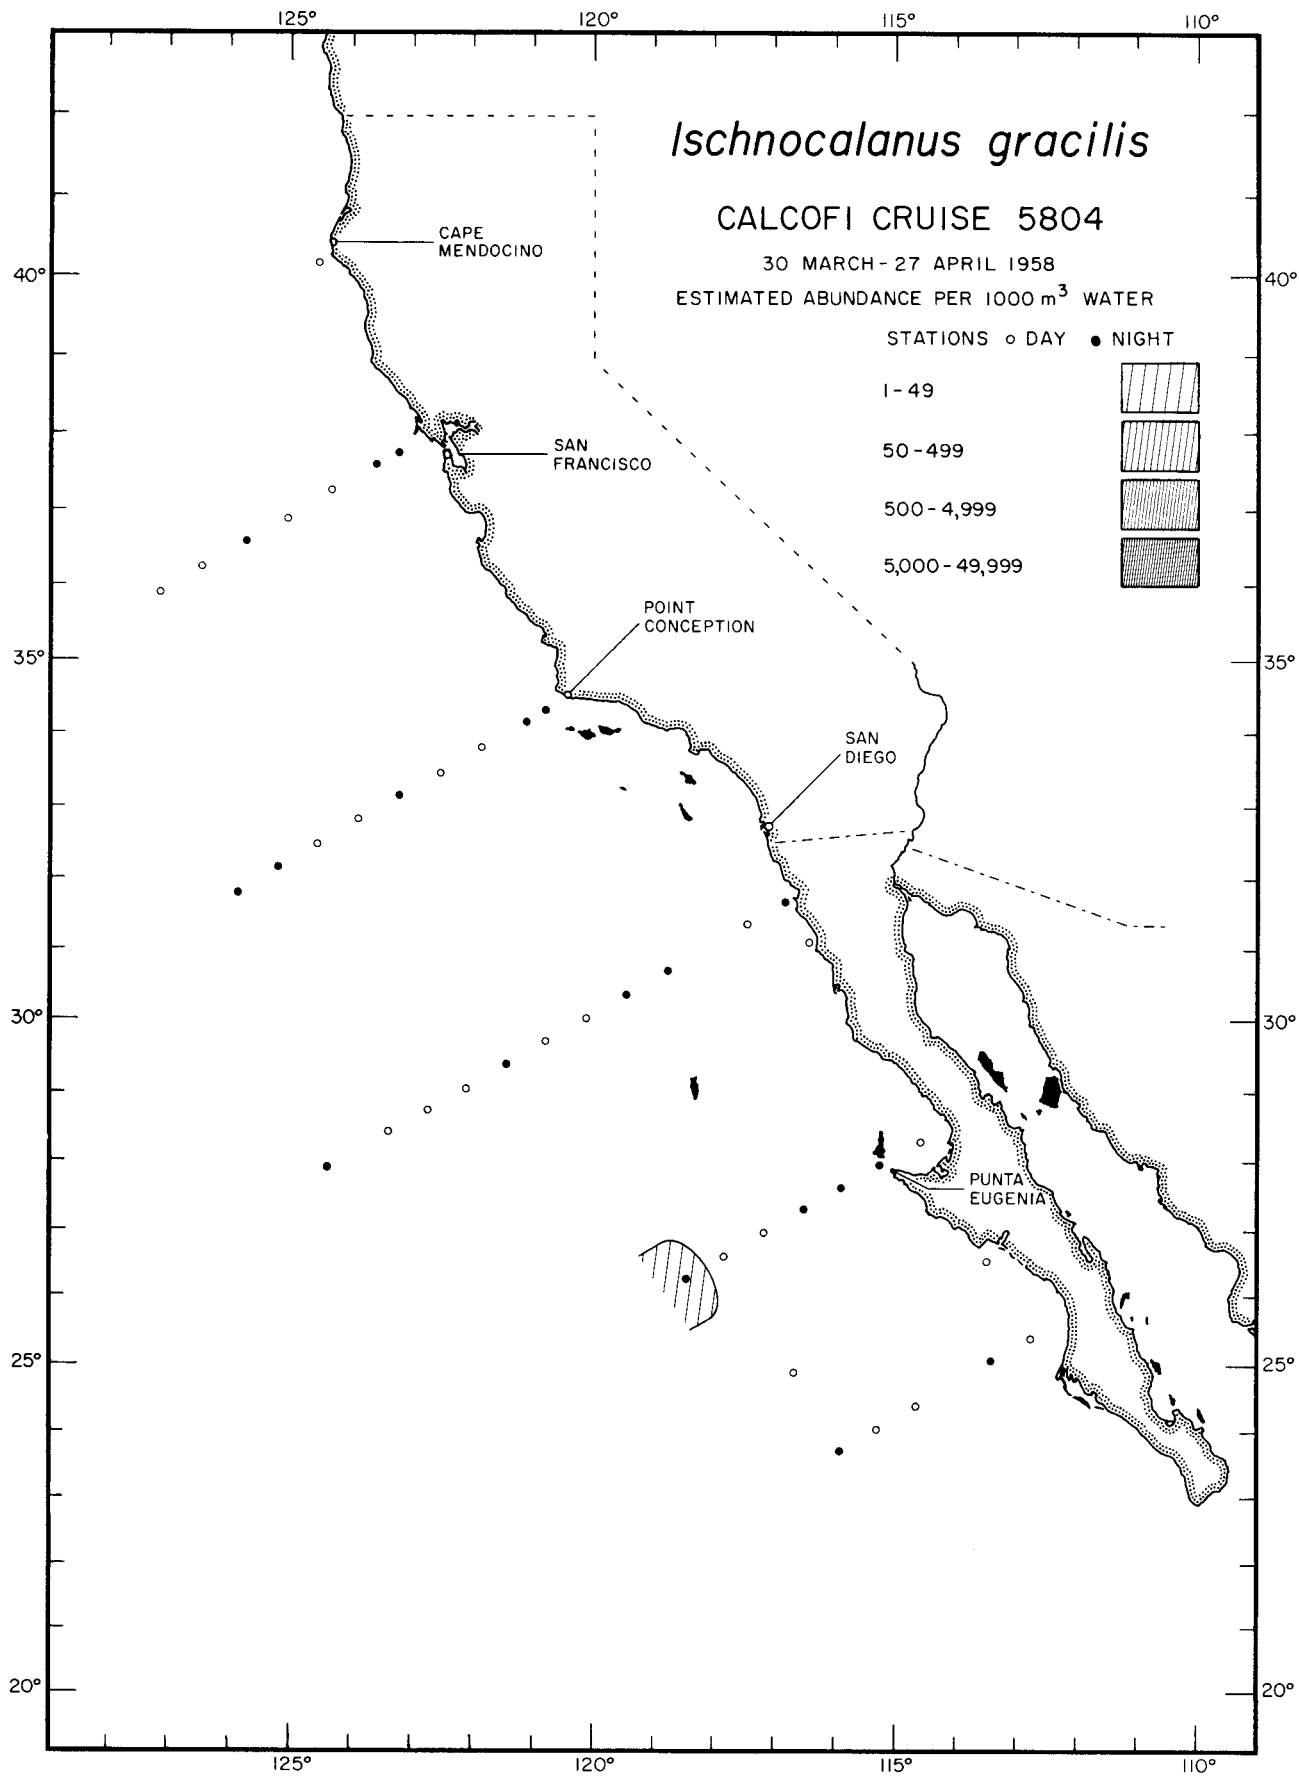 125° 120° 115° 110°
Ischnocalanus gracilis
CALCOFI CRUISE 5804
30 MARCH - 27 APRIL 1958
ESTIMATED ABUNDANCE PER 1000 m³ WATER
STATIONS ○ DAY ● NIGHT
1 - 49
50 - 499
500 - 4,999
5,000 - 49,999
CAPE
MENDOCINO
40° 40°
SAN
FRANCISCO
POINT
CONCEPTION
35° 35°
SAN
DIEGO
30° 30°
PUNTA
EUGENIA
25° 25°
20° 20°
125° 120° 115° 110°